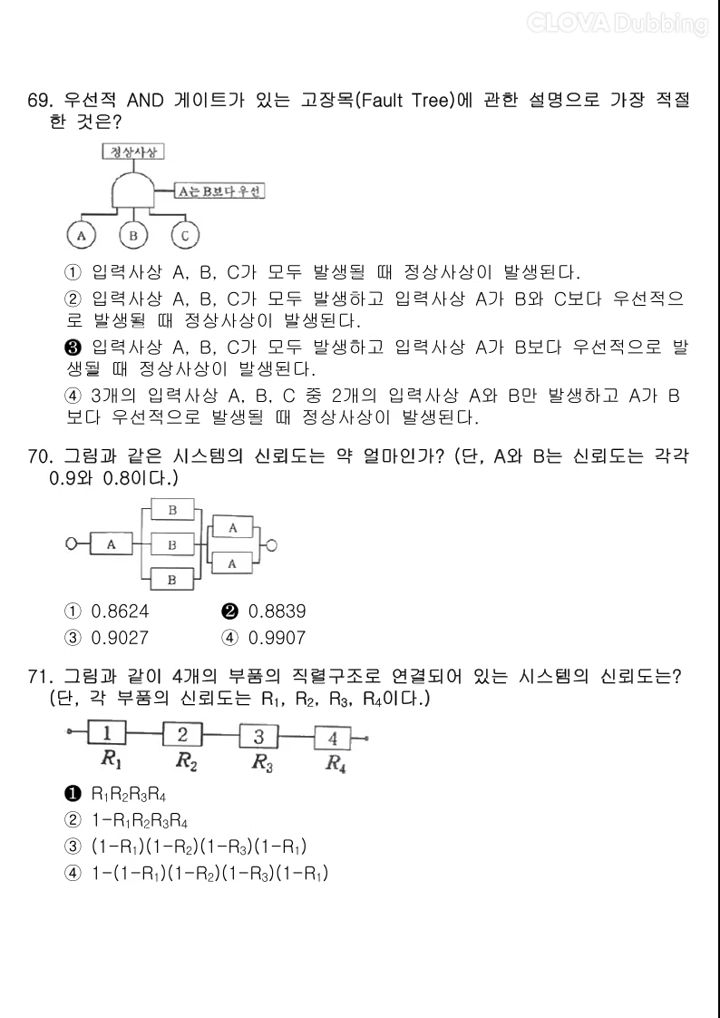 CLOVA Dubbing
69. 우선적 AND 게이트가 있는 고장목(Fault Tree)에 관한 설명으로 가장 적절
한 것은?
정상사상
A는 B보다 우선
A B C
① 입력사상 A, B, C가 모두 발생될 때 정상사상이 발생된다.
② 입력사상 A, B, C가 모두 발생하고 입력사상 A가 B와 C보다 우선적으
로 발생될 때 정상사상이 발생된다.
❸ 입력사상 A, B, C가 모두 발생하고 입력사상 A가 B보다 우선적으로 발
생될 때 정상사상이 발생된다.
④ 3개의 입력사상 A, B, C 중 2개의 입력사상 A와 B만 발생하고 A가 B
보다 우선적으로 발생될 때 정상사상이 발생된다.
70. 그림과 같은 시스템의 신뢰도는 약 얼마인가? (단, A와 B는 신뢰도는 각각
0.9와 0.8이다.)
B
A
A B
A
B
① 0.8624 ❷ 0.8839
③ 0.9027 ④ 0.9907
71. 그림과 같이 4개의 부품의 직렬구조로 연결되어 있는 시스템의 신뢰도는?
(단, 각 부품의 신뢰도는 R₁, R₂, R₃, R₄이다.)
1 2 3 4
R₁ R₂ R₃ R₄
❶ R₁R₂R₃R₄
② 1-R₁R₂R₃R₄
③ (1-R₁)(1-R₂)(1-R₃)(1-R₁)
④ 1-(1-R₁)(1-R₂)(1-R₃)(1-R₁)